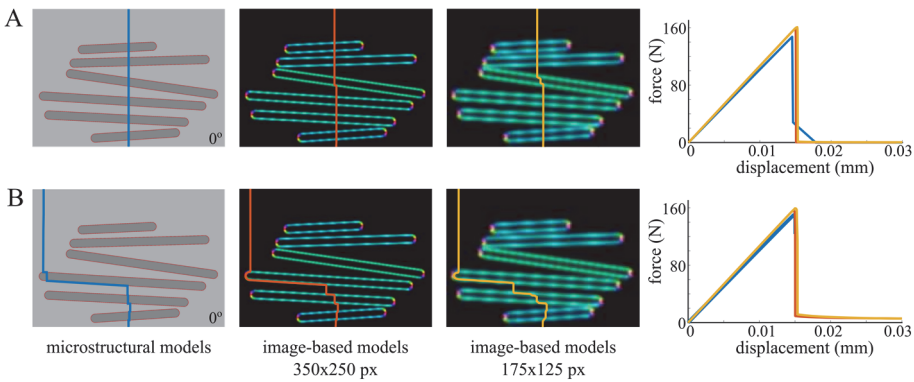 A
0º
force (N)
160
80
0
0 0.01 0.02 0.03
displacement (mm)
B
0º
force (N)
160
80
0
0 0.01 0.02 0.03
displacement (mm)
microstructural models
image-based models
350x250 px
image-based models
175x125 px